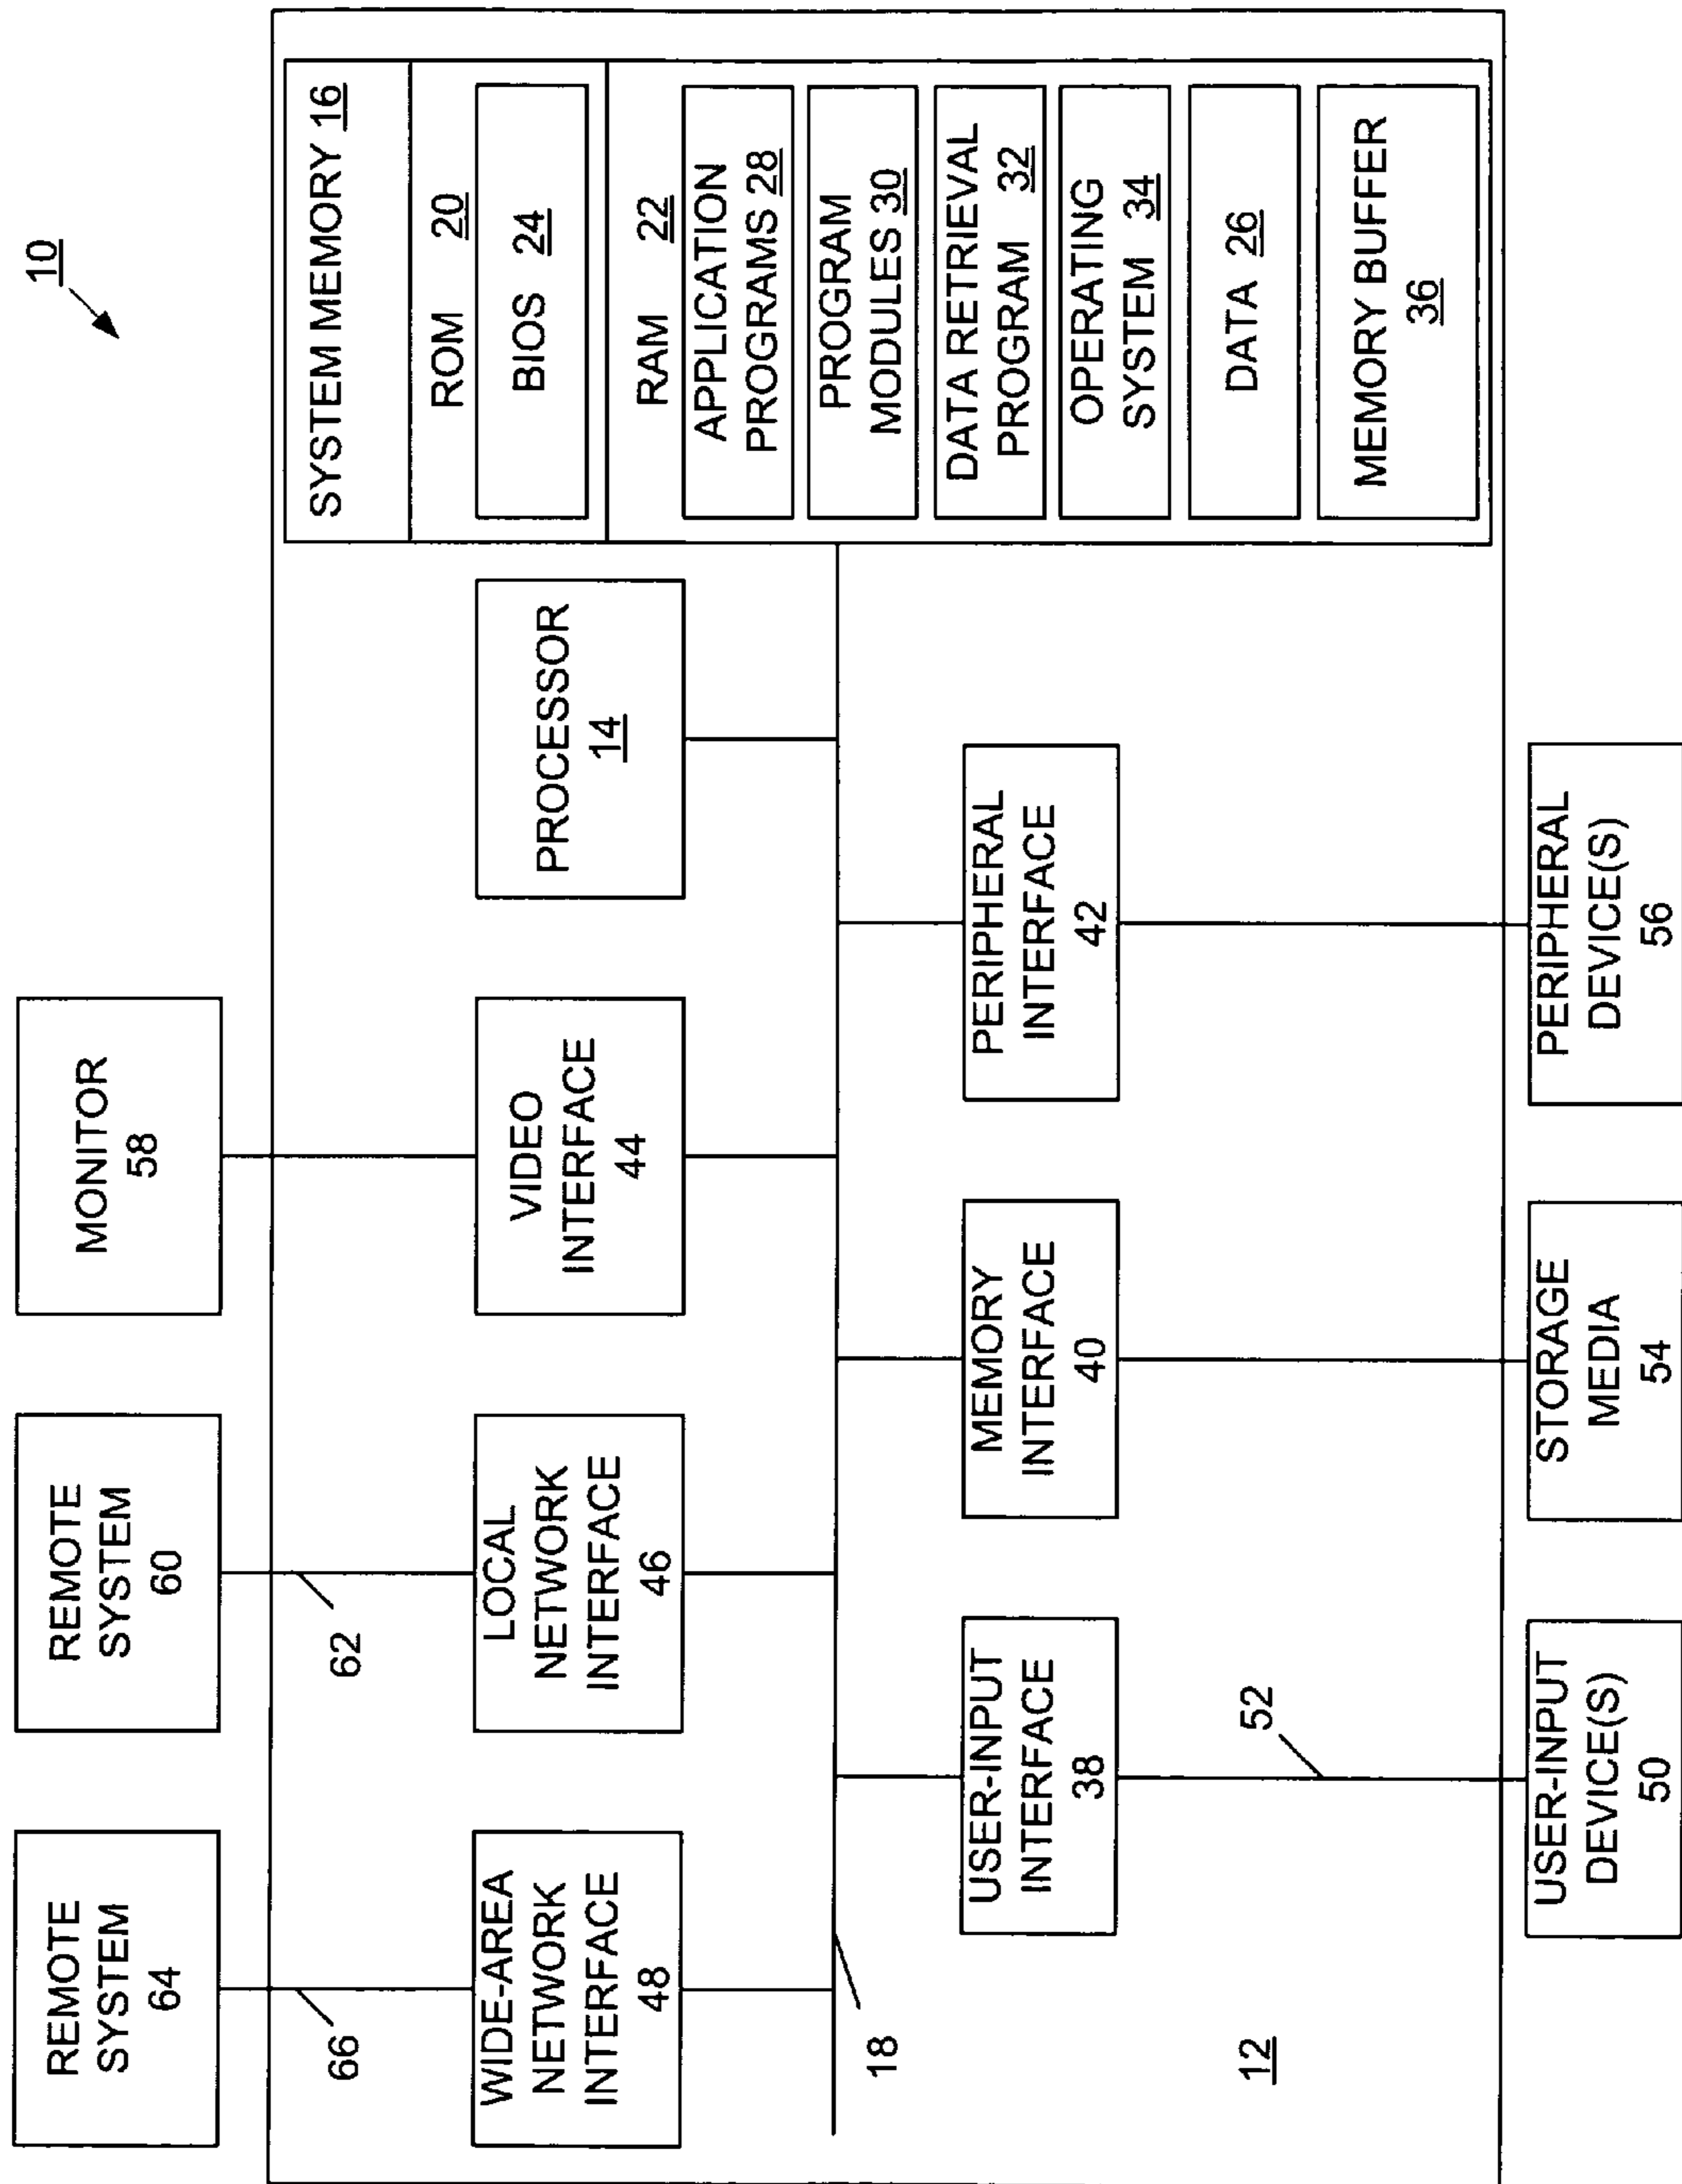 10
REMOTE
SYSTEM
64
REMOTE
SYSTEM
60
MONITOR
58
66
62
WIDE-AREA
NETWORK
INTERFACE
48
LOCAL
NETWORK
INTERFACE
46
VIDEO
INTERFACE
44
PROCESSOR
14
SYSTEM MEMORY 16
ROM 20
BIOS 24
RAM 22
APPLICATION
PROGRAMS 28
PROGRAM
MODULES 30
DATA RETRIEVAL
PROGRAM 32
OPERATING
SYSTEM 34
DATA 26
MEMORY BUFFER
36
18
USER-INPUT
INTERFACE
38
MEMORY
INTERFACE
40
PERIPHERAL
INTERFACE
42
12
52
USER-INPUT
DEVICE(S)
50
STORAGE
MEDIA
54
PERIPHERAL
DEVICE(S)
56